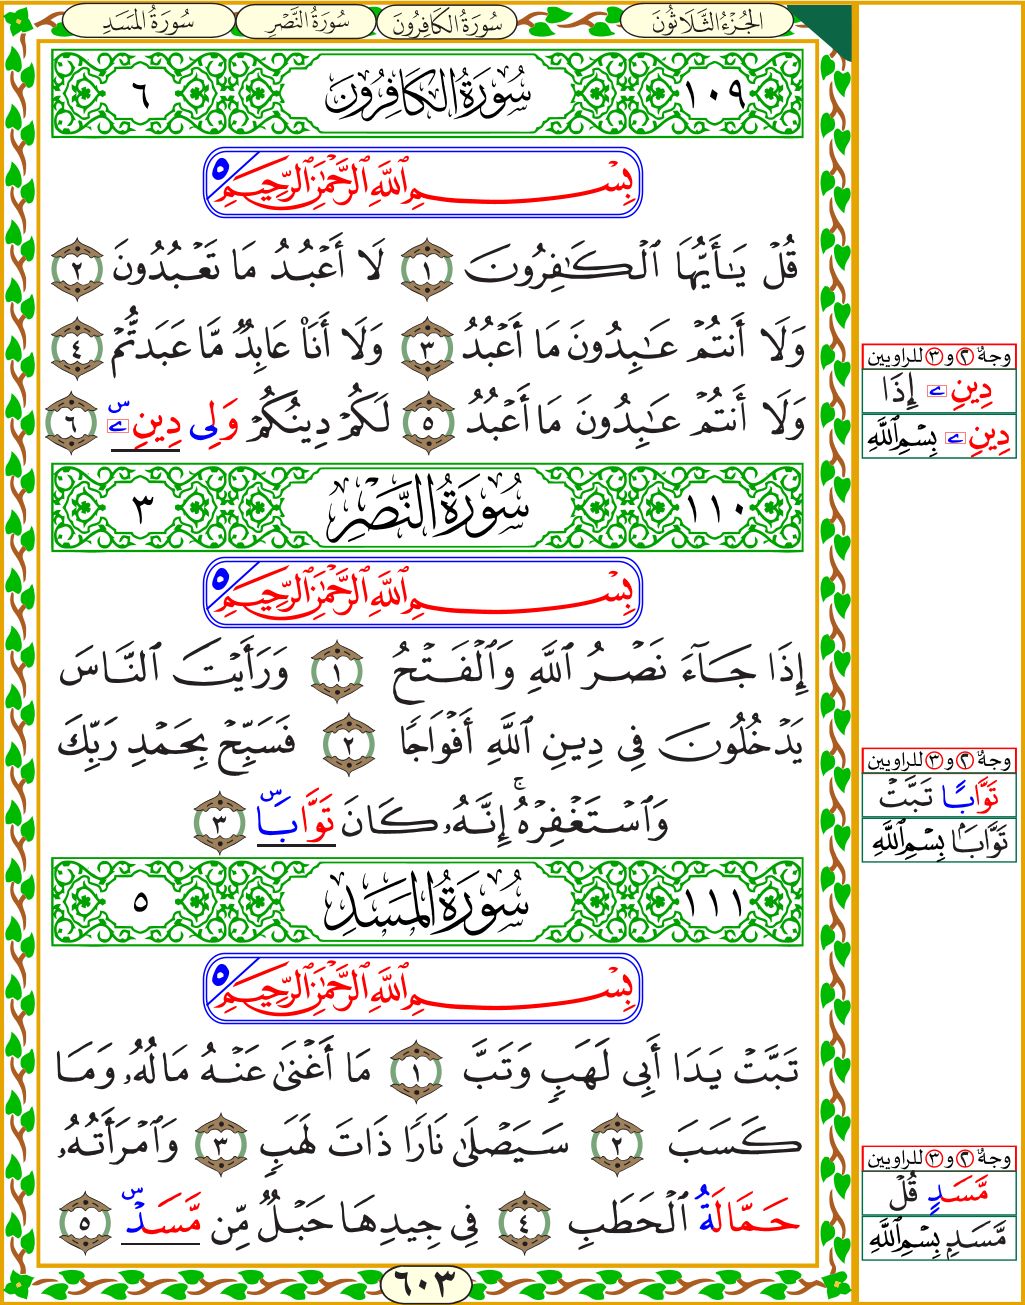 الجُزْءُ الثَّلَاثُونَ
سُورَةُ الكَافِرُونَ
سُورَةُ النَّصْرِ
سُورَةُ المَسَدِ
١٠٩ سُورَةُ الكَافِرُونَ ٦
بِسْمِ ٱللَّهِ ٱلرَّحْمَٰنِ ٱلرَّحِيمِ ٥
قُلْ يَـٰٓأَيُّهَا ٱلْكَـٰفِرُونَ ١ لَا أَعْبُدُ مَا تَعْبُدُونَ ٢
وَلَا أَنتُمْ عَـٰبِدُونَ مَا أَعْبُدُ ٣ وَلَا أَنَا۠ عَابِدٌ مَّا عَبَدتُّمْ ٤
وَلَا أَنتُمْ عَـٰبِدُونَ مَا أَعْبُدُ ٥ لَكُمْ دِينُكُمْ وَلِى دِينِ ے س ٦
وجهُ ٢ و ٣ للراويين
دِينِ ے إِذَا
دِينِ ے بِسْمِ ٱللَّهِ
١١٠ سُورَةُ النَّصْرِ ٣
بِسْمِ ٱللَّهِ ٱلرَّحْمَٰنِ ٱلرَّحِيمِ ٥
إِذَا جَآءَ نَصْرُ ٱللَّهِ وَٱلْفَتْحُ ١ وَرَأَيْتَ ٱلنَّاسَ
يَدْخُلُونَ فِى دِينِ ٱللَّهِ أَفْوَاجًا ٢ فَسَبِّحْ بِحَمْدِ رَبِّكَ
وَٱسْتَغْفِرْهُ ۚ إِنَّهُۥ كَانَ تَوَّابَۢا س ٣
وجهُ ٢ و ٣ للراويين
تَوَّابًا تَبَّتْ
تَوَّابَۢا بِسْمِ ٱللَّهِ
١١١ سُورَةُ المَسَدِ ٥
بِسْمِ ٱللَّهِ ٱلرَّحْمَٰنِ ٱلرَّحِيمِ ٥
تَبَّتْ يَدَا أَبِى لَهَبٍ وَتَبَّ ١ مَا أَغْنَىٰ عَنْهُ مَالُهُۥ وَمَا
كَسَبَ ٢ سَيَصْلَىٰ نَارًا ذَاتَ لَهَبٍ ٣ وَٱمْرَأَتُهُۥ
حَمَّالَةُ ٱلْحَطَبِ ٤ فِى جِيدِهَا حَبْلٌ مِّن مَّسَدٍۭ س ٥
وجهُ ٢ و ٣ للراويين
مَّسَدٍ قُلْ
مَّسَدٍۭ بِسْمِ ٱللَّهِ
٦٠٣